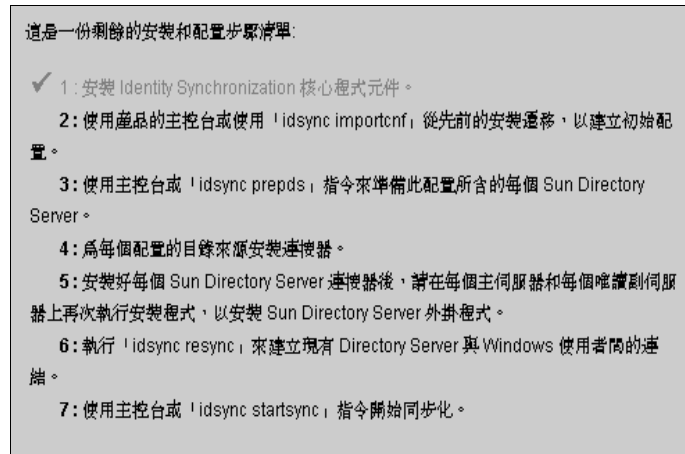 這是一份剩餘的安裝和配置步驟清單:
✓ 1 : 安裝 Identity Synchronization 核心程式元件。
2 : 使用產品的主控台或使用「idsync importcnf」從先前的安裝遷移，以建立初始配
置。
3 : 使用主控台或「idsync prepds」指令來準備此配置所含的每個 Sun Directory
Server。
4 : 為每個配置的目錄來源安裝連接器。
5 : 安裝好每個 Sun Directory Server 連接器後，請在每個主伺服器和每個唯讀副伺服
器上再次執行安裝程式，以安裝 Sun Directory Server 外掛程式。
6 : 執行「idsync resync」來建立現有 Directory Server 與 Windows 使用者間的連
結。
7 : 使用主控台或「idsync startsync」指令開始同步化。